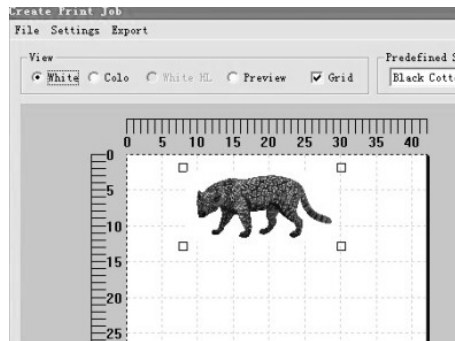 Create Print Job
File Settings Export
View
White Colo White HL Preview Grid
Predefined S
Black Cotte
0 5 10 15 20 25 30 35 40
0
5
10
15
20
25